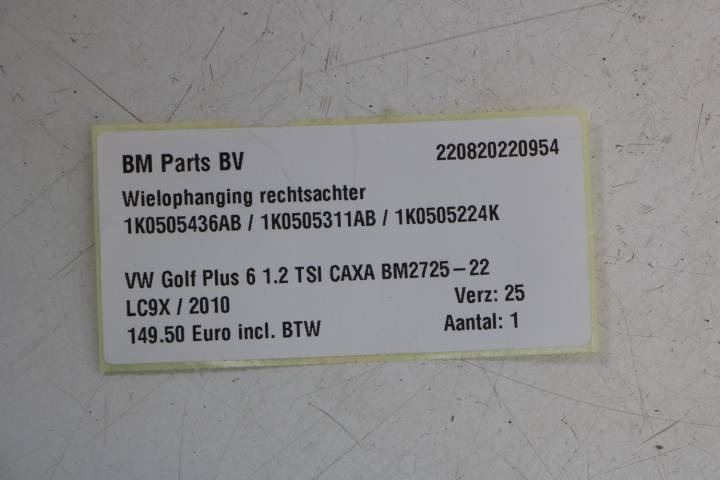 BM Parts BV 220820220954
Wielophanging rechtsachter
1K0505436AB / 1K0505311AB / 1K0505224K
VW Golf Plus 6 1.2 TSI CAXA BM2725-22
LC9X / 2010 Verz: 25
149.50 Euro incl. BTW Aantal: 1